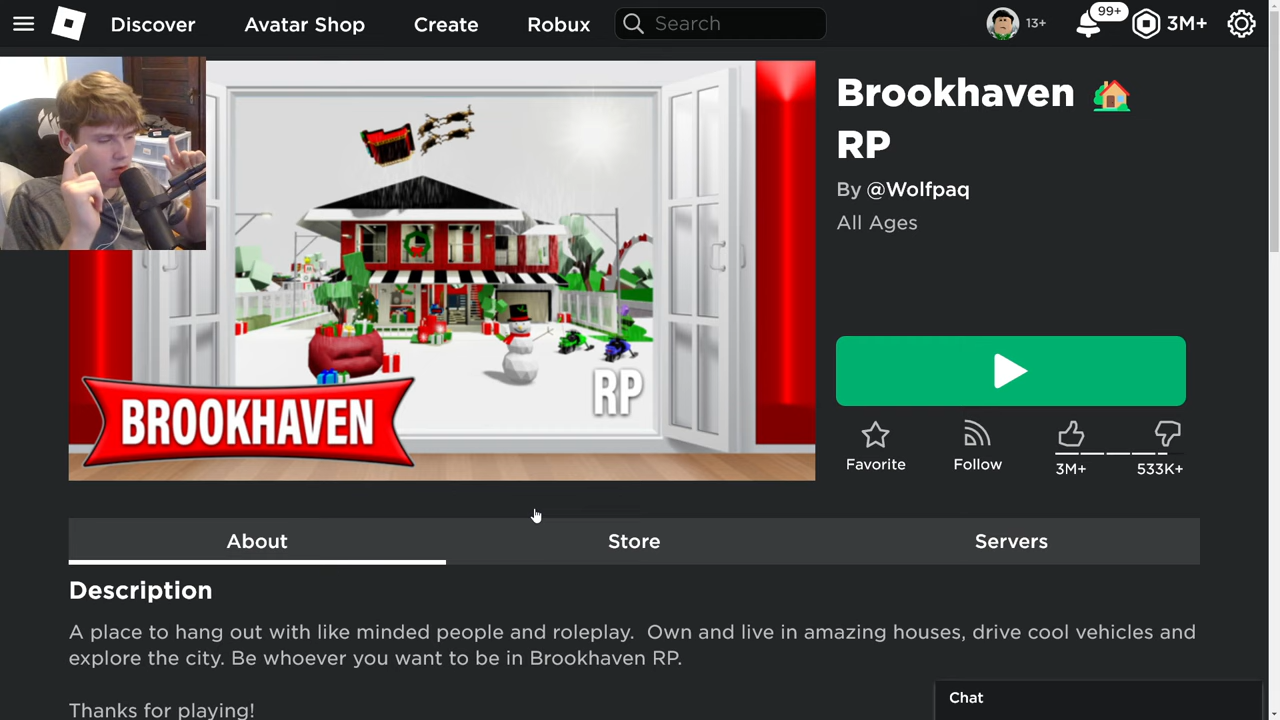 Discover Avatar Shop Create Robux Search 13+ 99+ 3M+
Brookhaven
RP
By @Wolfpaq
All Ages
BROOKHAVEN
RP
Favorite Follow 3M+ 533K+
About Store Servers
Description
A place to hang out with like minded people and roleplay. Own and live in amazing houses, drive cool vehicles and
explore the city. Be whoever you want to be in Brookhaven RP.
Thanks for playing!
Chat